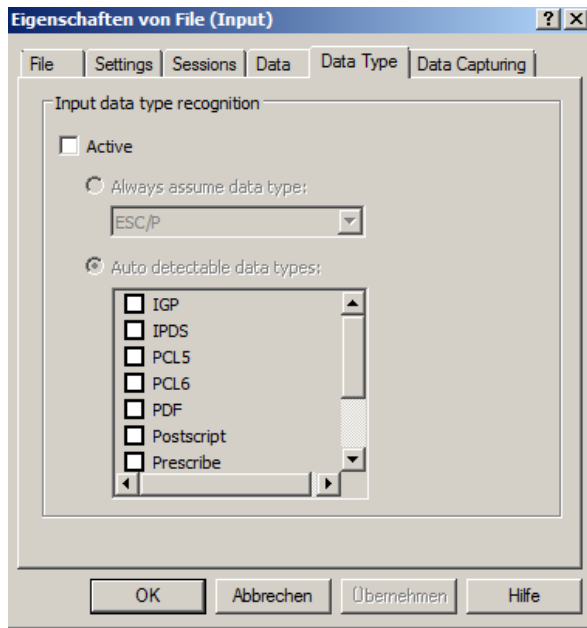 Eigenschaften von File (Input)
File Settings Sessions Data Data Type Data Capturing
Input data type recognition
Active
Always assume data type:
ESC/P
Auto detectable data types:
IGP
IPDS
PCL5
PCL6
PDF
Postscript
Prescribe
OK Abbrechen Übernehmen Hilfe